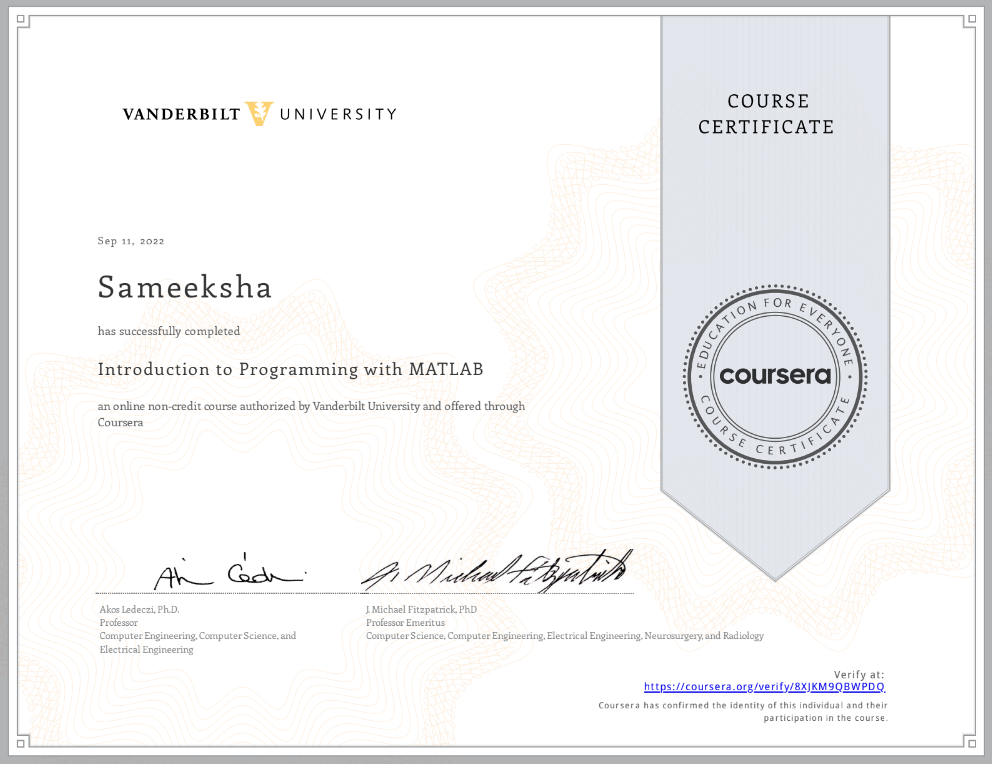 VANDERBILT UNIVERSITY
COURSE
CERTIFICATE
Sep 11, 2022
Sameeksha
has successfully completed
Introduction to Programming with MATLAB
an online non-credit course authorized by Vanderbilt University and offered through
Coursera
EDUCATION FOR EVERYONE
coursera
COURSE CERTIFICATE
J. Michael Fitzpatrick
Akos Ledeczi, Ph.D.
Professor
Computer Engineering, Computer Science, and
Electrical Engineering
J. Michael Fitzpatrick, PhD
Professor Emeritus
Computer Science, Computer Engineering, Electrical Engineering, Neurosurgery, and Radiology
Verify at:
https://coursera.org/verify/8XJKM9QBWPDQ
Coursera has confirmed the identity of this individual and their
participation in the course.